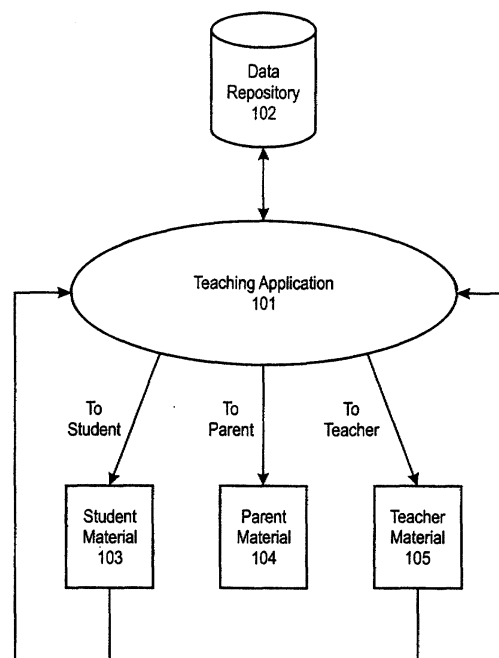 Data
Repository
102
Teaching Application
101
To
Student
To
Parent
To
Teacher
Student
Material
103
Parent
Material
104
Teacher
Material
105